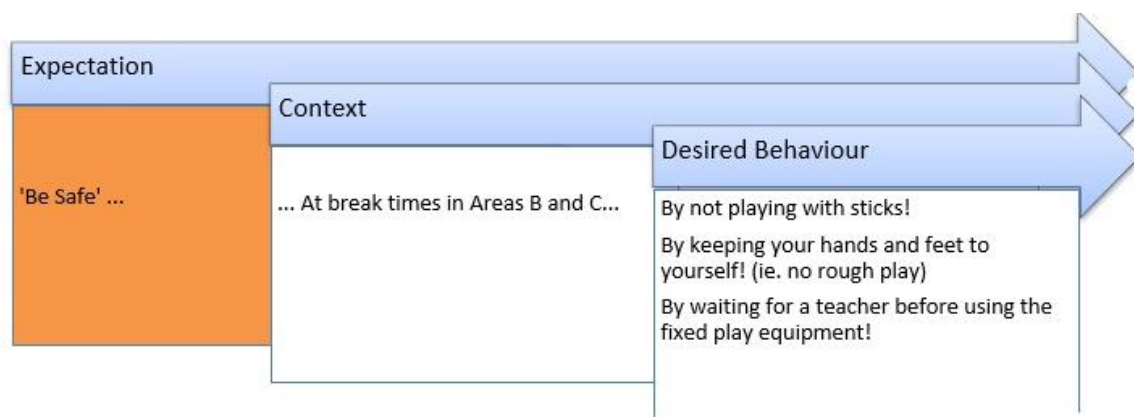 Expectation
'Be Safe' ...
Context
... At break times in Areas B and C...
Desired Behaviour
By not playing with sticks!
By keeping your hands and feet to
yourself! (ie. no rough play)
By waiting for a teacher before using the
fixed play equipment!